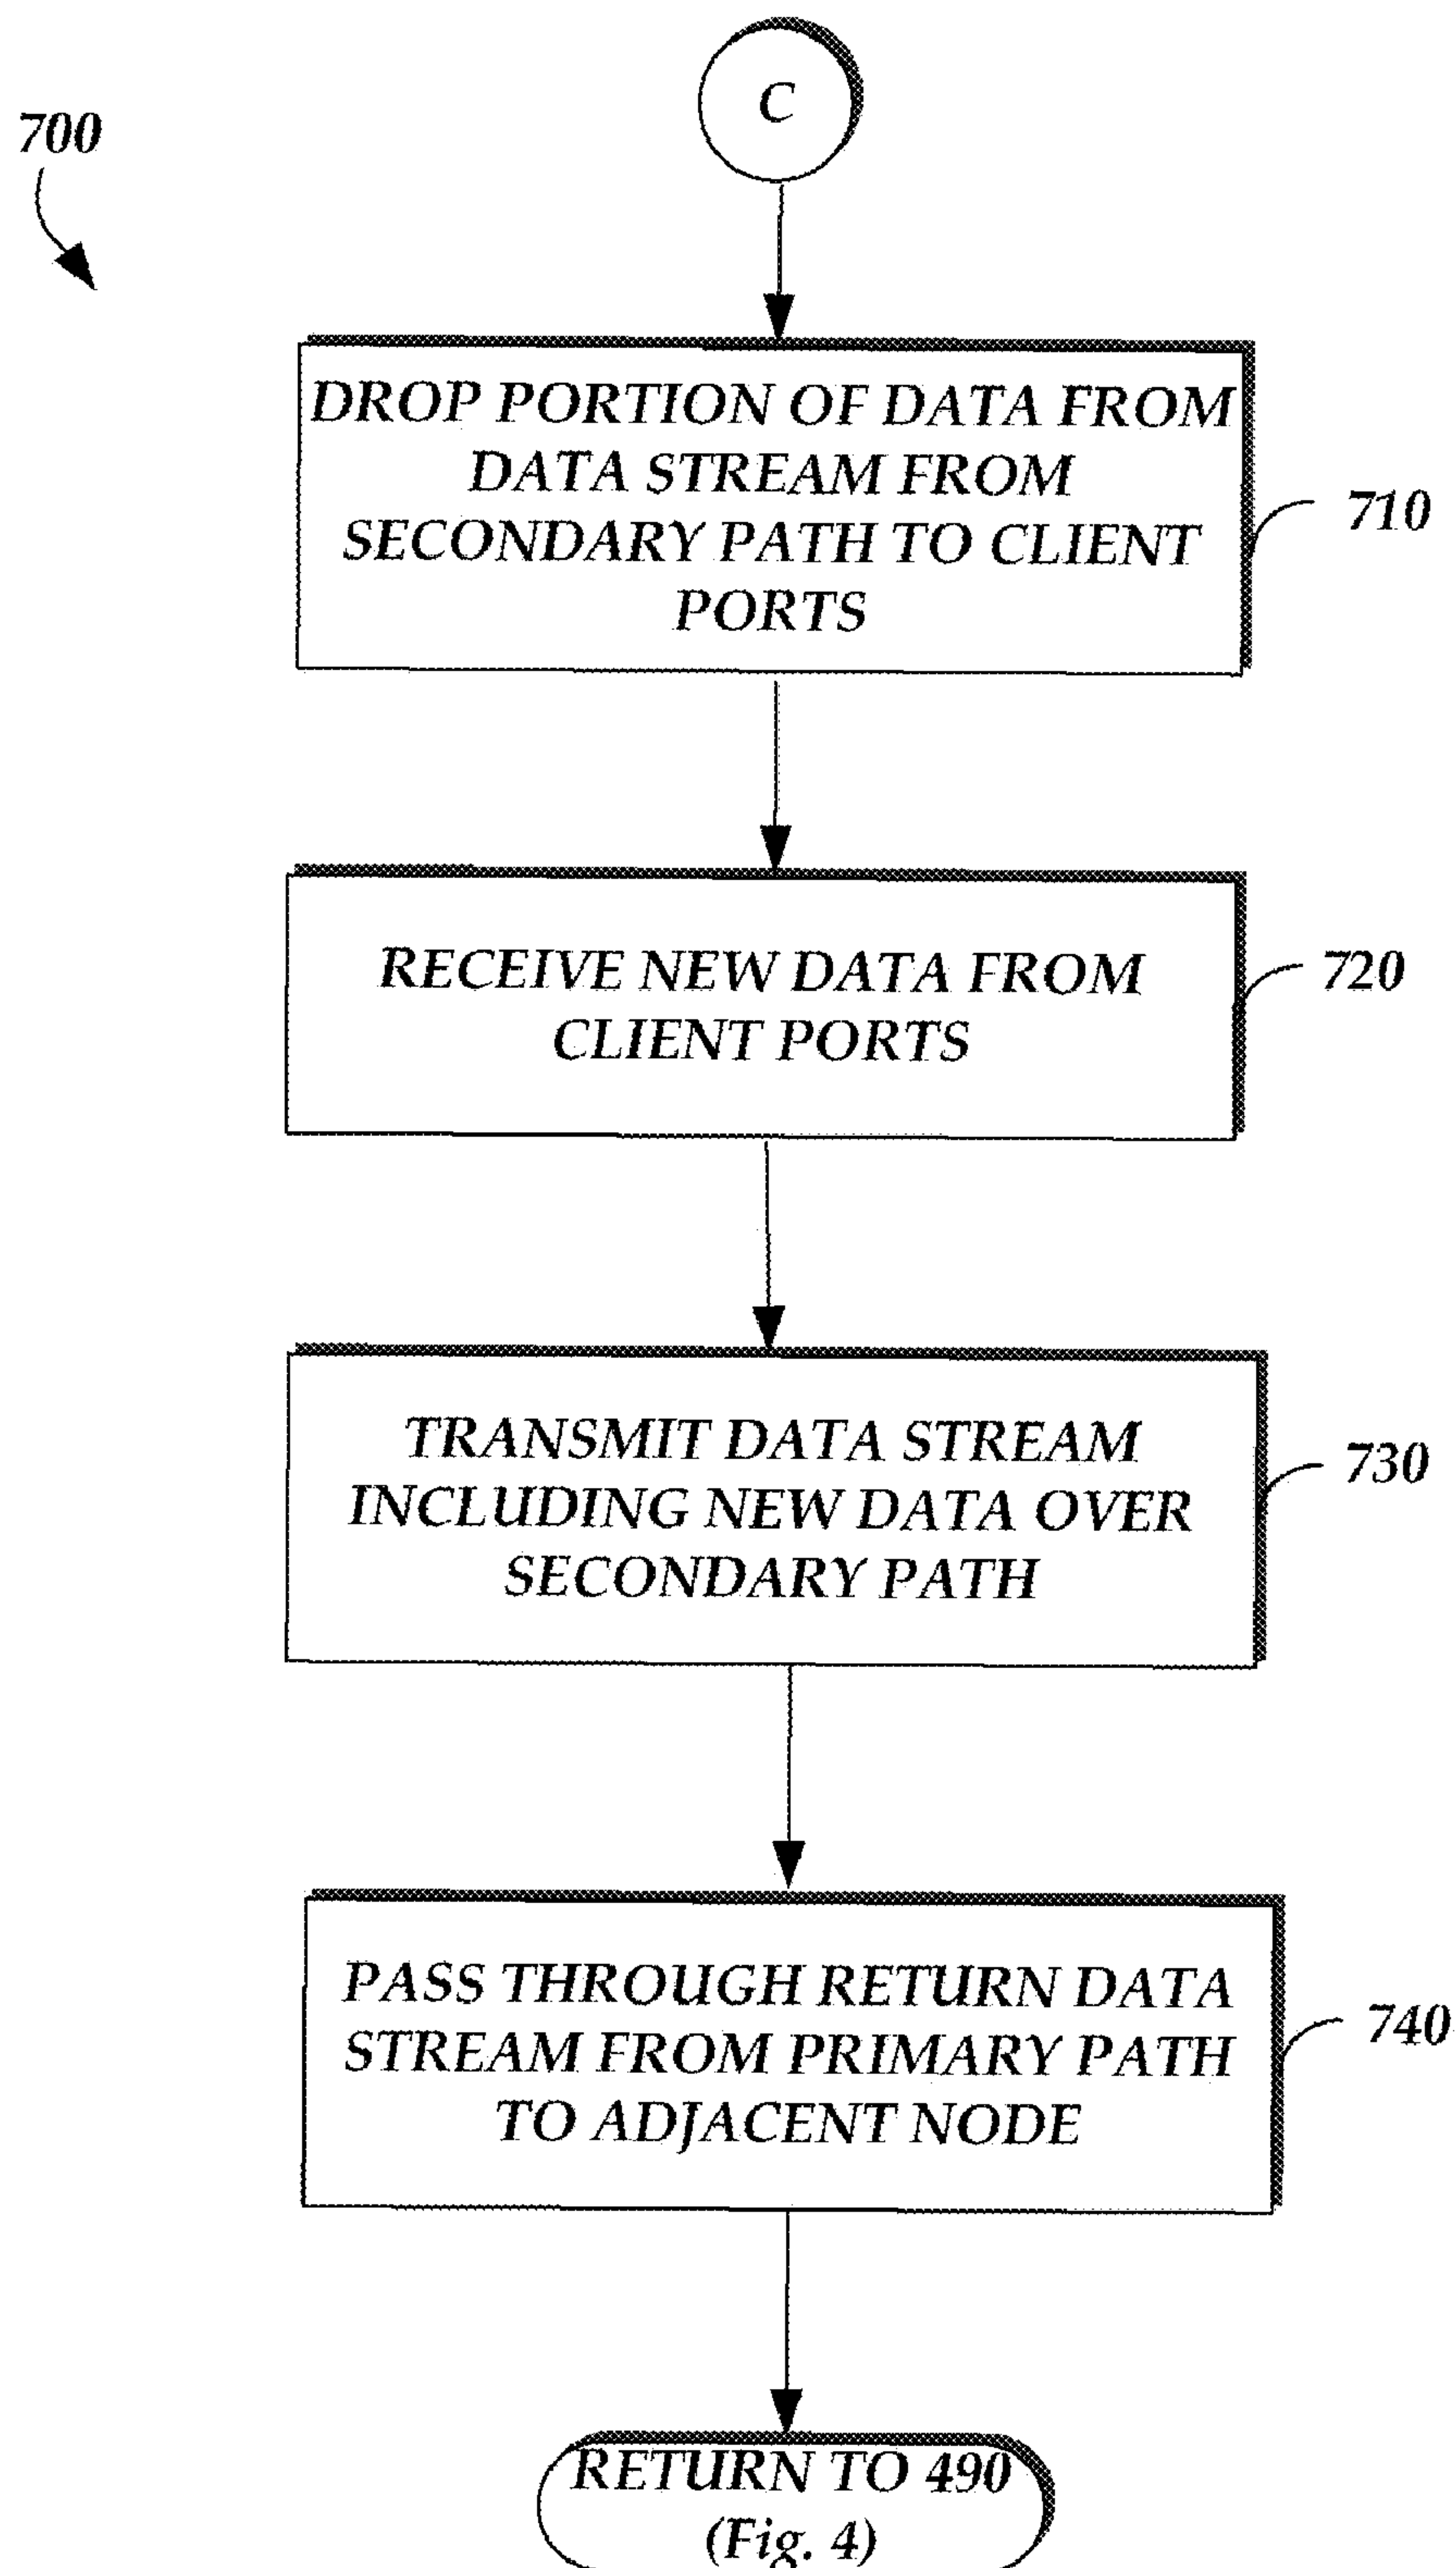 C
700
DROP PORTION OF DATA FROM
DATA STREAM FROM
SECONDARY PATH TO CLIENT
PORTS
710
RECEIVE NEW DATA FROM
CLIENT PORTS
720
TRANSMIT DATA STREAM
INCLUDING NEW DATA OVER
SECONDARY PATH
730
PASS THROUGH RETURN DATA
STREAM FROM PRIMARY PATH
TO ADJACENT NODE
740
RETURN TO 490
(Fig. 4)